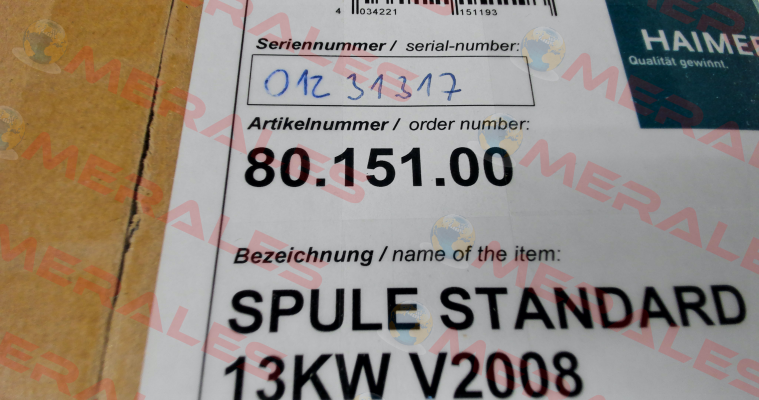 4 034221 151193
Seriennummer / serial-number:
HAIMER
Qualität gewinnt.
01231317
Artikelnummer / order number:
80.151.00
Bezeichnung / name of the item:
SPULE STANDARD
13KW V2008
MERALES